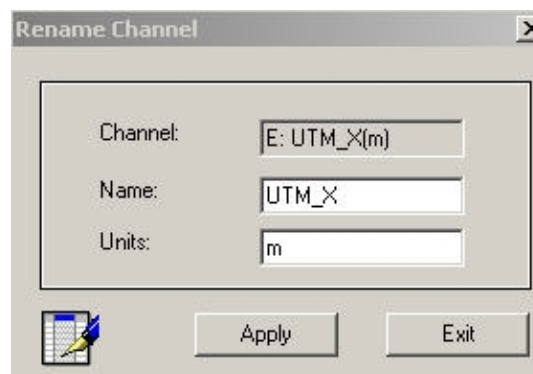 Rename Channel
Channel: E: UTM_X(m)
Name: UTM_X
Units: m
Apply Exit